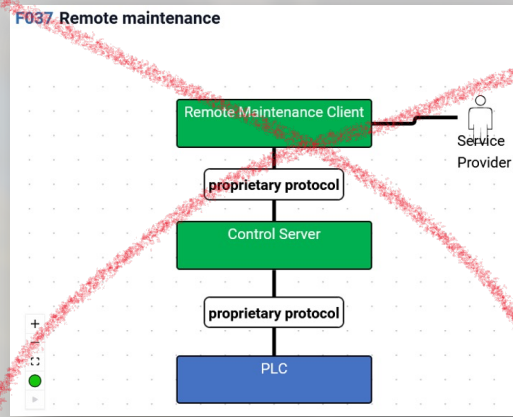 F037 Remote maintenance
Remote Maintenance Client
Service
Provider
proprietary protocol
Control Server
proprietary protocol
PLC